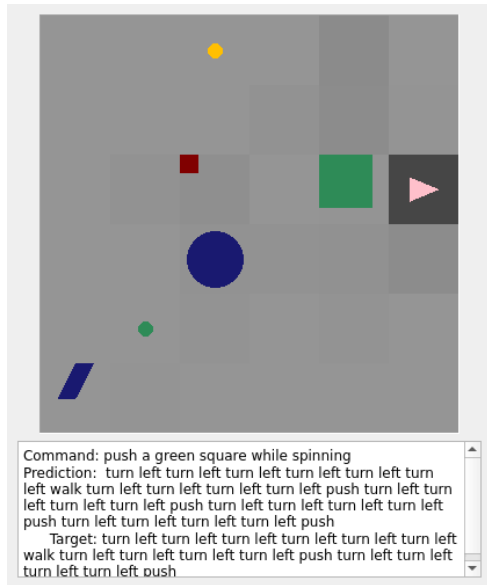 Command: push a green square while spinning
Prediction:  turn left turn left turn left turn left turn left turn
left walk turn left turn left turn left turn left push turn left turn
left turn left turn left push turn left turn left turn left turn left
push turn left turn left turn left turn left push
Target: turn left turn left turn left turn left turn left turn left
walk turn left turn left turn left turn left push turn left turn left
turn left turn left push